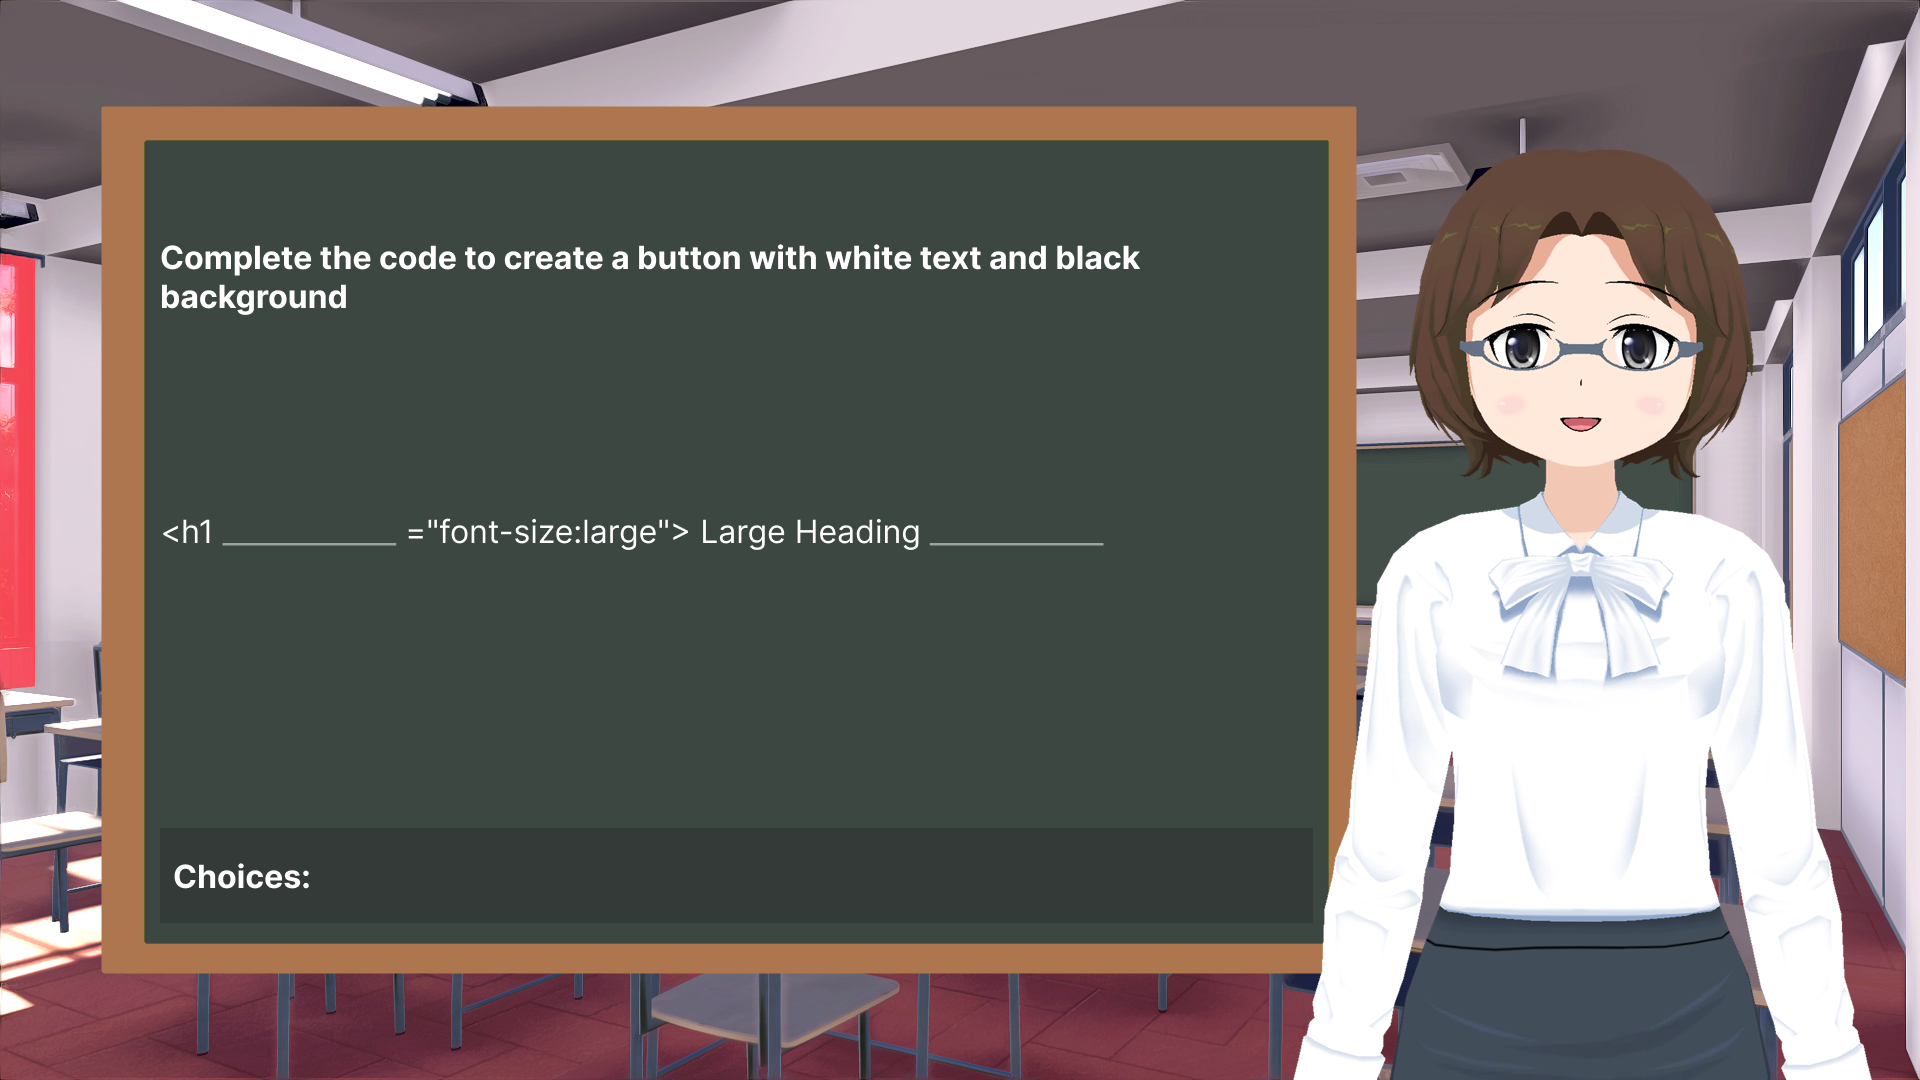 Complete the code to create a button with white text and black
background
<h1 __________ ="font-size:large"> Large Heading __________
Choices: